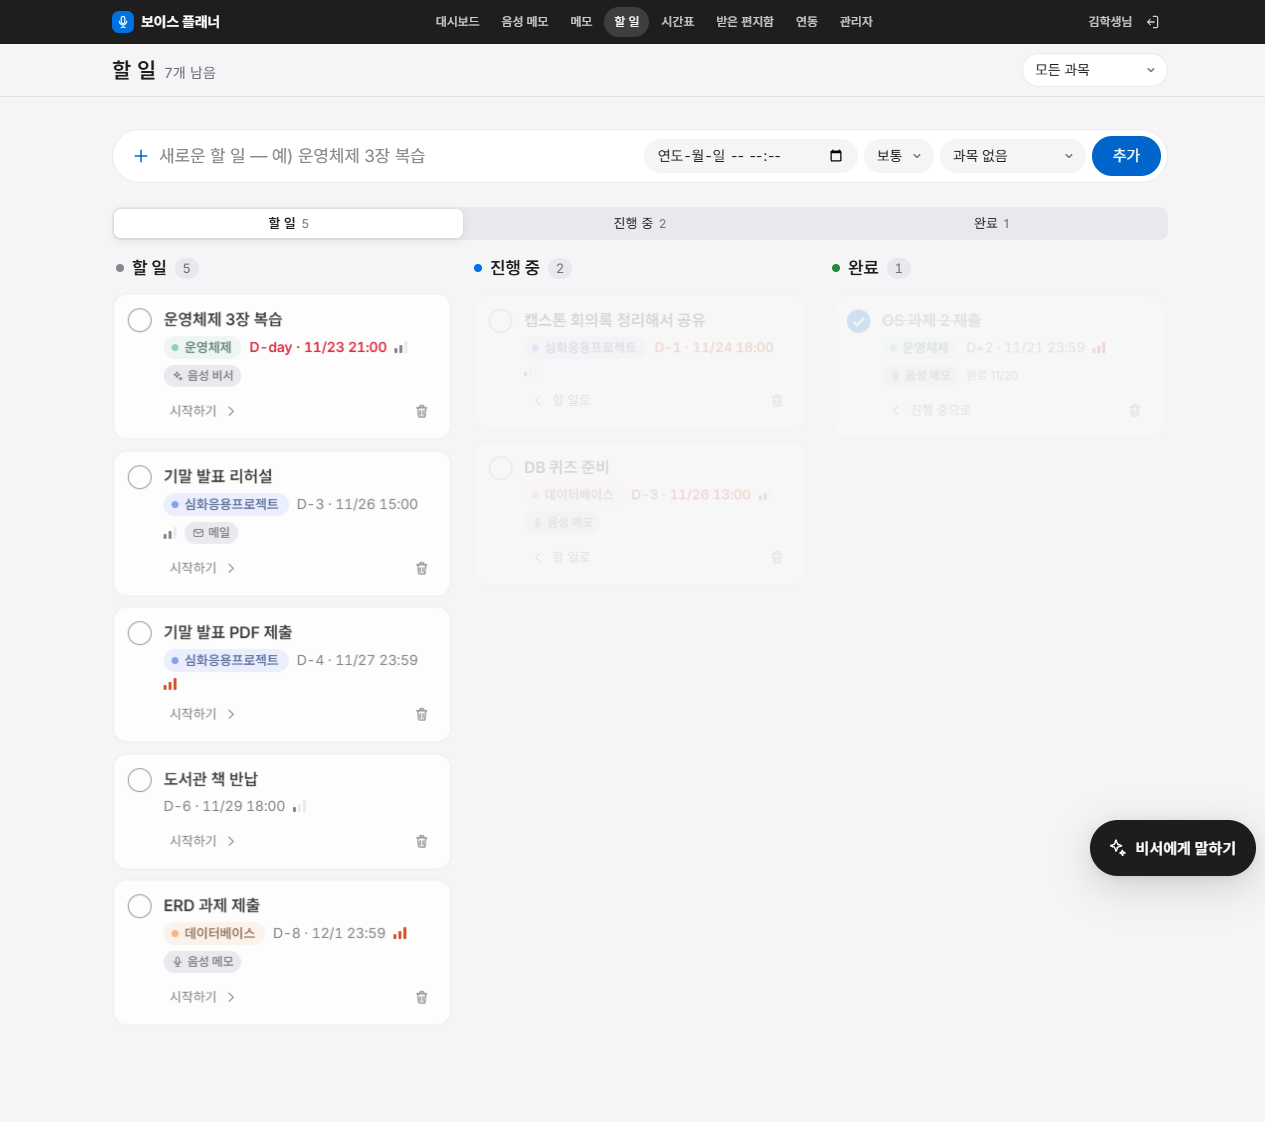 보이스 플래너
대시보드 음성 메모 메모 할 일 시간표 받은 편지함 연동 관리자
김학생님
할 일 7개 남음
모든 과목
새로운 할 일 — 예) 운영체제 3장 복습
연도-월-일 -- --:--
보통
과목 없음
추가
할 일 5
진행 중 2
완료 1
할 일 5
운영체제 3장 복습
운영체제 D-day · 11/23 21:00
음성 비서
시작하기
기말 발표 리허설
심화응용프로젝트 D-3 · 11/26 15:00
메일
시작하기
기말 발표 PDF 제출
심화응용프로젝트 D-4 · 11/27 23:59
시작하기
도서관 책 반납
D-6 · 11/29 18:00
시작하기
ERD 과제 제출
데이터베이스 D-8 · 12/1 23:59
음성 메모
시작하기
진행 중 2
캡스톤 회의록 정리해서 공유
심화응용프로젝트 D-1 · 11/24 18:00
할 일로
DB 퀴즈 준비
데이터베이스 D-3 · 11/26 13:00
음성 메모
할 일로
완료 1
OS 과제 2 제출
운영체제 D+2 · 11/21 23:59
음성 메모 완료 11/20
진행 중으로
비서에게 말하기